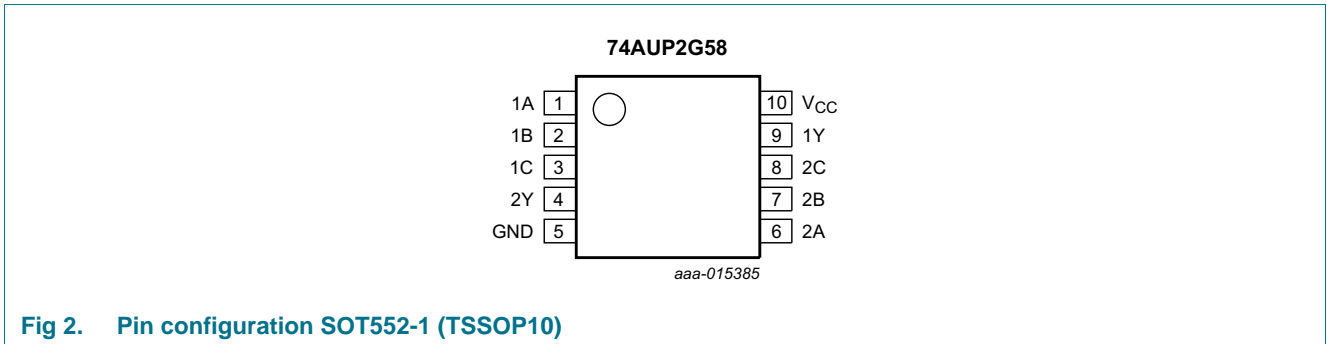 74AUP2G58
1A 1 10 VCC
1B 2 9 1Y
1C 3 8 2C
2Y 4 7 2B
GND 5 6 2A
aaa-015385
Fig 2. Pin configuration SOT552-1 (TSSOP10)